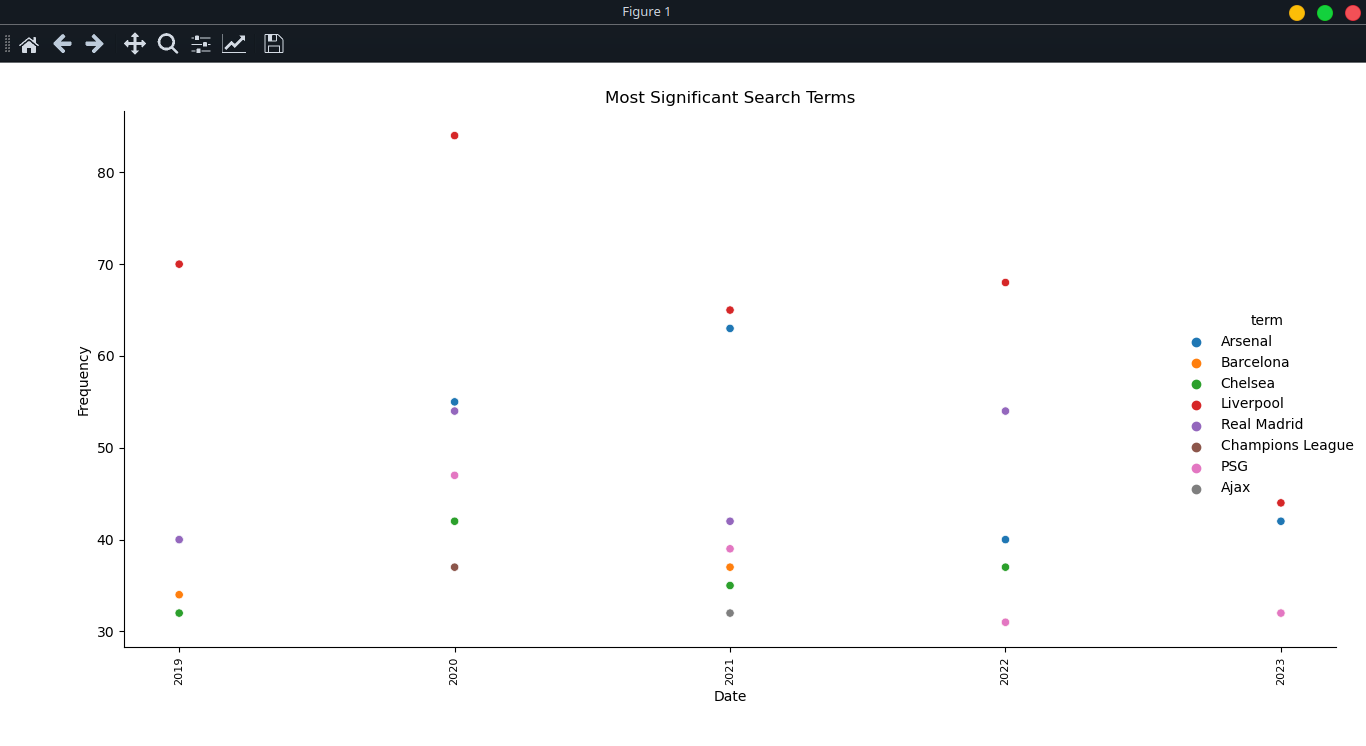 Figure 1
Most Significant Search Terms
80
70
60
50
40
30
Frequency
2019
2020
2021
2022
2023
Date
term
Arsenal
Barcelona
Chelsea
Liverpool
Real Madrid
Champions League
PSG
Ajax